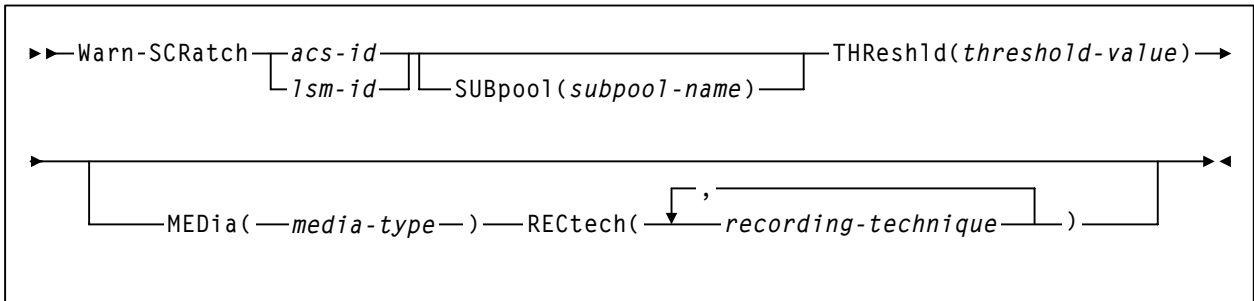 Warn-SCRatch acs-id THReshld(threshold-value)
lsm-id SUBpool(subpool-name)
,
MEDia( media-type ) RECtech( recording-technique )